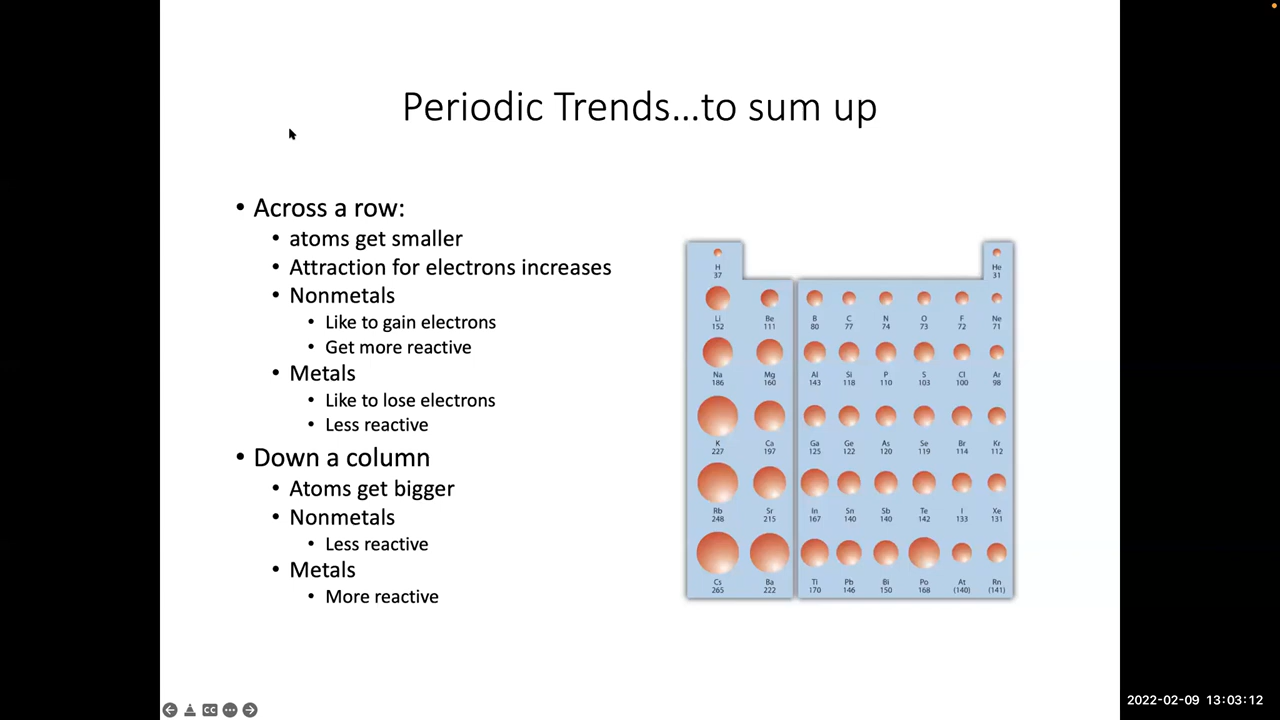 Periodic Trends...to sum up
• Across a row:
• atoms get smaller
• Attraction for electrons increases
• Nonmetals
• Like to gain electrons
• Get more reactive
• Metals
• Like to lose electrons
• Less reactive
• Down a column
• Atoms get bigger
• Nonmetals
• Less reactive
• Metals
• More reactive
H He
37 31
Li Be B C N O F Ne
152 111 80 77 74 73 72 71
Na Mg Al Si P S Cl Ar
186 160 143 118 110 103 100 98
K Ca Ga Ge As Se Br Kr
227 197 125 122 120 119 114 112
Rb Sr In Sn Sb Te I Xe
248 215 167 140 140 142 133 131
Cs Ba Tl Pb Bi Po At Rn
265 222 170 146 150 168 (140) (141)
CC
2022-02-09 13:03:12